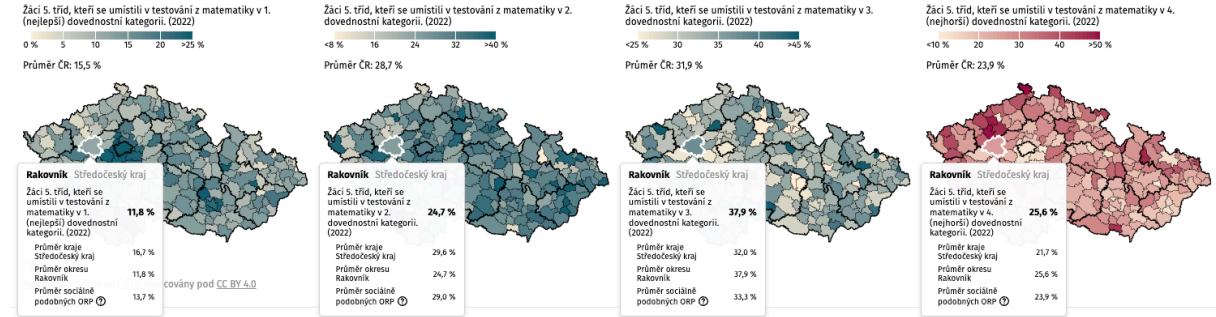 Žáci 5. tříd, kteří se umístili v testování z matematiky v 1.
(nejlepší) dovednostní kategorii. (2022)
0 % 5 10 15 20 >25 %
Průměr ČR: 15,5 %
Rakovník Středočeský kraj
Žáci 5. tříd, kteří se
umístili v testování z
matematiky v 1. 11,8 %
(nejlepší) dovednostní
kategorii. (2022)
Průměr kraje
Středočeský kraj 16,7 %
Průměr okresu
Rakovník 11,8 %
Průměr sociálně
podobných ORP ? 13,7 %
covány pod CC BY 4.0
Žáci 5. tříd, kteří se umístili v testování z matematiky v 2.
dovednostní kategorii. (2022)
<8 % 16 24 32 >40 %
Průměr ČR: 28,7 %
Rakovník Středočeský kraj
Žáci 5. tříd, kteří se
umístili v testování z
matematiky v 2. 24,7 %
dovednostní kategorii.
(2022)
Průměr kraje
Středočeský kraj 29,6 %
Průměr okresu
Rakovník 24,7 %
Průměr sociálně
podobných ORP ? 29,0 %
Žáci 5. tříd, kteří se umístili v testování z matematiky v 3.
dovednostní kategorii. (2022)
<25 % 30 35 40 >45 %
Průměr ČR: 31,9 %
Rakovník Středočeský kraj
Žáci 5. tříd, kteří se
umístili v testování z
matematiky v 3. 37,9 %
dovednostní kategorii.
(2022)
Průměr kraje
Středočeský kraj 32,0 %
Průměr okresu
Rakovník 37,9 %
Průměr sociálně
podobných ORP ? 33,3 %
Žáci 5. tříd, kteří se umístili v testování z matematiky v 4.
(nejhorší) dovednostní kategorii. (2022)
<10 % 20 30 40 >50 %
Průměr ČR: 23,9 %
Rakovník Středočeský kraj
Žáci 5. tříd, kteří se
umístili v testování z
matematiky v 4. 25,6 %
(nejhorší) dovednostní
kategorii. (2022)
Průměr kraje
Středočeský kraj 21,7 %
Průměr okresu
Rakovník 25,6 %
Průměr sociálně
podobných ORP ? 23,9 %